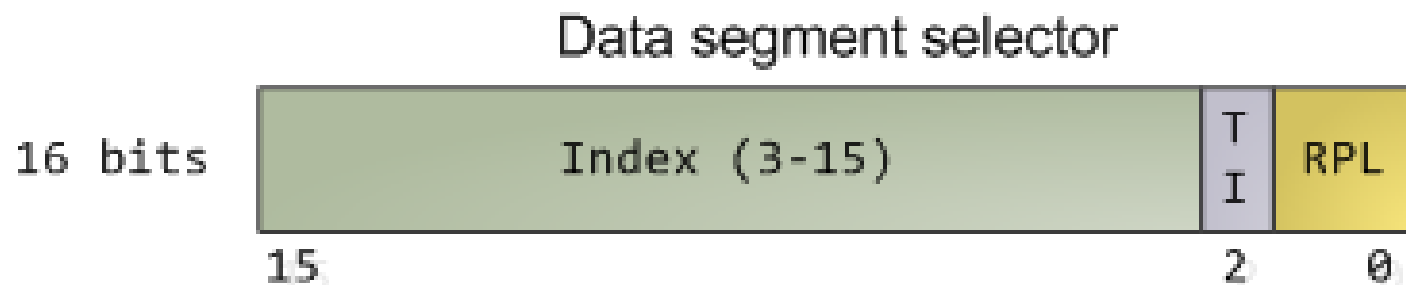 Data segment selector
16 bits
Index (3-15)
T
I
RPL
15
2
0